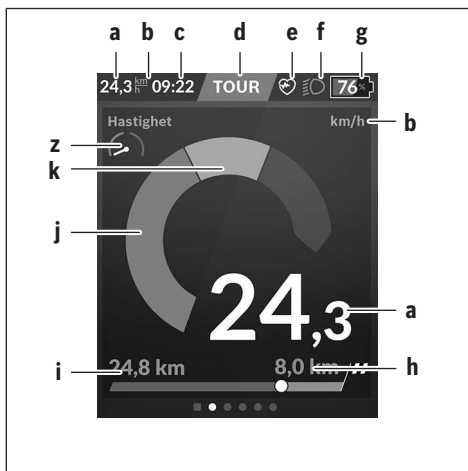 a b c d e f g
24,3 km/h 09:22 TOUR 76%
Hastighet km/h b
z
k
j
24,3 a
i 24,8 km 8,0 km h